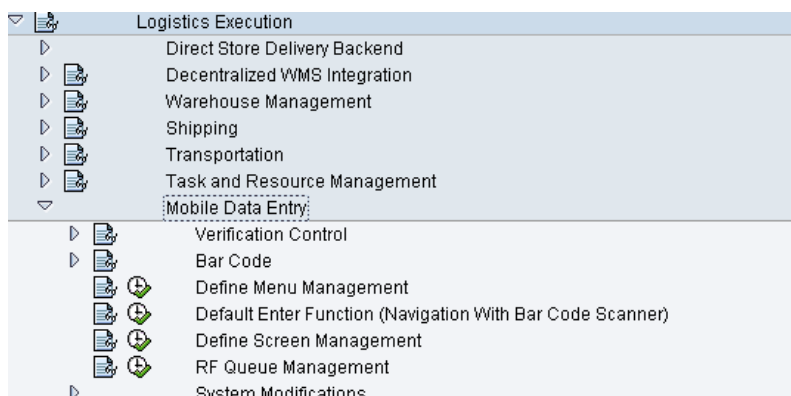 Logistics Execution
Direct Store Delivery Backend
Decentralized WMS Integration
Warehouse Management
Shipping
Transportation
Task and Resource Management
Mobile Data Entry
Verification Control
Bar Code
Define Menu Management
Default Enter Function (Navigation With Bar Code Scanner)
Define Screen Management
RF Queue Management
System Modifications